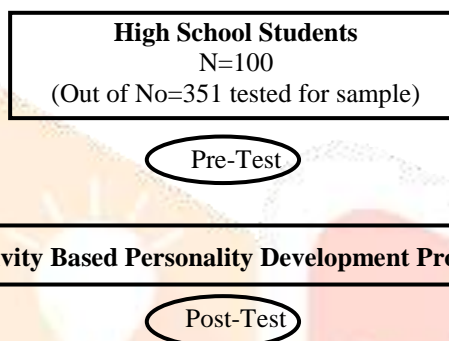 High School Students
N=100
(Out of No=351 tested for sample)
Pre-Test
vity Based Personality Development Pro
Post-Test